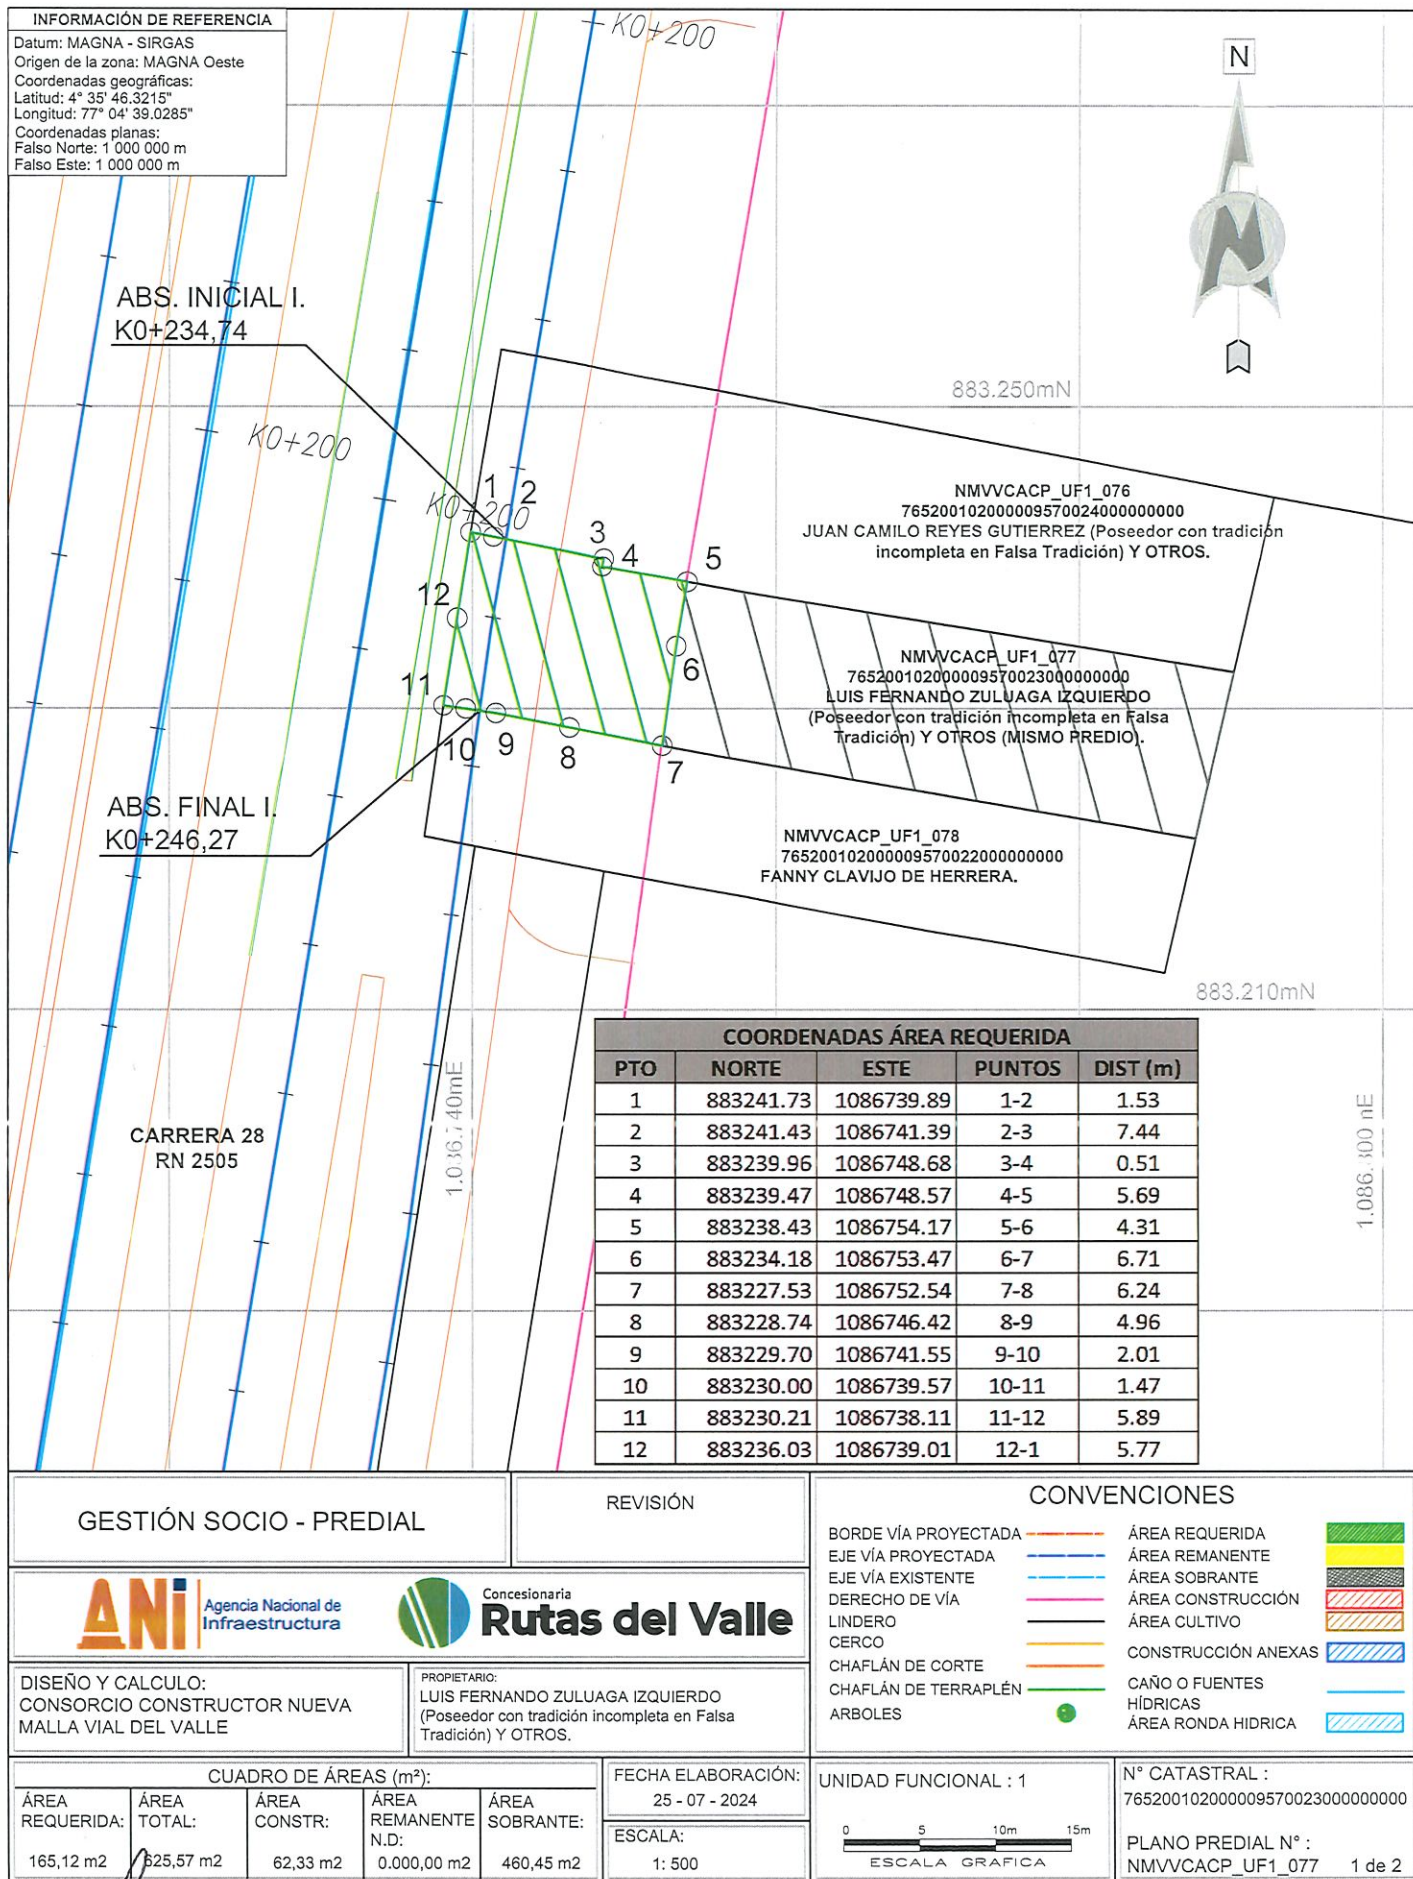 INFORMACIÓN DE REFERENCIA
Datum: MAGNA - SIRGAS
Origen de la zona: MAGNA Oeste
Coordenadas geográficas:
Latitud: 4° 35' 46.3215"
Longitud: 77° 04' 39.0285"
Coordenadas planas:
Falso Norte: 1 000 000 m
Falso Este: 1 000 000 m
K0+200
N
ABS. INICIAL I.
K0+234,74
883.250mN
K0+200
K0+200
1
2
3
4
5
6
7
8
9
10
11
12
NMVVCACP_UF1_076
765200102000009570024000000000
JUAN CAMILO REYES GUTIERREZ (Poseedor con tradición
incompleta en Falsa Tradición) Y OTROS.
NMVVCACP_UF1_077
765200102000009570023000000000
LUIS FERNANDO ZULUAGA IZQUIERDO
(Poseedor con tradición incompleta en Falsa
Tradición) Y OTROS (MISMO PREDIO).
ABS. FINAL I.
K0+246,27
NMVVCACP_UF1_078
765200102000009570022000000000
FANNY CLAVIJO DE HERRERA.
883.210mN
CARRERA 28
RN 2505
COORDENADAS ÁREA REQUERIDA
PTO NORTE ESTE PUNTOS DIST (m)
1 883241.73 1086739.89 1-2 1.53
2 883241.43 1086741.39 2-3 7.44
3 883239.96 1086748.68 3-4 0.51
4 883239.47 1086748.57 4-5 5.69
5 883238.43 1086754.17 5-6 4.31
6 883234.18 1086753.47 6-7 6.71
7 883227.53 1086752.54 7-8 6.24
8 883228.74 1086746.42 8-9 4.96
9 883229.70 1086741.55 9-10 2.01
10 883230.00 1086739.57 10-11 1.47
11 883230.21 1086738.11 11-12 5.89
12 883236.03 1086739.01 12-1 5.77
GESTIÓN SOCIO - PREDIAL
REVISIÓN
ANi Agencia Nacional de
Infraestructura
Concesionaria
Rutas del Valle
DISEÑO Y CALCULO:
CONSORCIO CONSTRUCTOR NUEVA
MALLA VIAL DEL VALLE
PROPIETARIO:
LUIS FERNANDO ZULUAGA IZQUIERDO
(Poseedor con tradición incompleta en Falsa
Tradición) Y OTROS.
CONVENCIONES
BORDE VÍA PROYECTADA
EJE VÍA PROYECTADA
EJE VÍA EXISTENTE
DERECHO DE VÍA
LINDERO
CERCO
CHAFLÁN DE CORTE
CHAFLÁN DE TERRAPLÉN
ARBOLES
ÁREA REQUERIDA
ÁREA REMANENTE
ÁREA SOBRANTE
ÁREA CONSTRUCCIÓN
ÁREA CULTIVO
CONSTRUCCIÓN ANEXAS
CAÑO O FUENTES
HÍDRICAS
ÁREA RONDA HIDRICA
CUADRO DE ÁREAS (m²):
ÁREA REQUERIDA: 165,12 m2
ÁREA TOTAL: 625,57 m2
ÁREA CONSTR: 62,33 m2
ÁREA REMANENTE N.D: 0.000,00 m2
ÁREA SOBRANTE: 460,45 m2
FECHA ELABORACIÓN:
25 - 07 - 2024
ESCALA:
1: 500
UNIDAD FUNCIONAL : 1
0 5 10m 15m
ESCALA GRAFICA
N° CATASTRAL :
765200102000009570023000000000
PLANO PREDIAL N° :
NMVVCACP_UF1_077 1 de 2